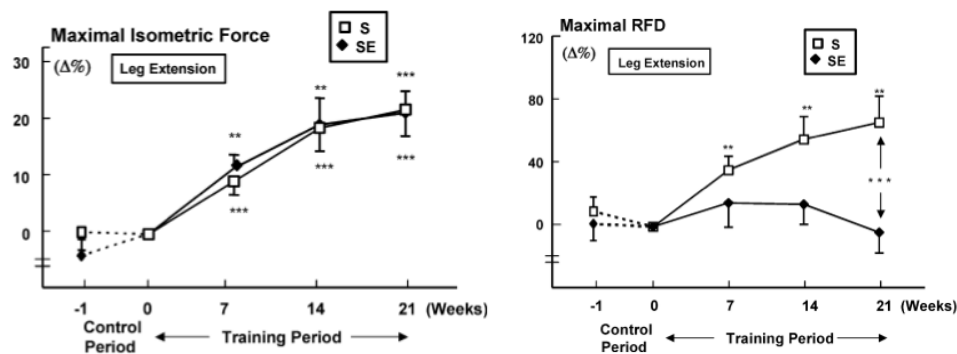 Maximal Isometric Force
(Δ%)
Leg Extension
S
SE
30
20
10
0
**
**
***
***
***
***
-1 0 7 14 21 (Weeks)
Control Period
Training Period
Maximal RFD
(Δ%)
Leg Extension
S
SE
120
80
40
0
**
**
**
***
-1 0 7 14 21 (Weeks)
Control Period
Training Period